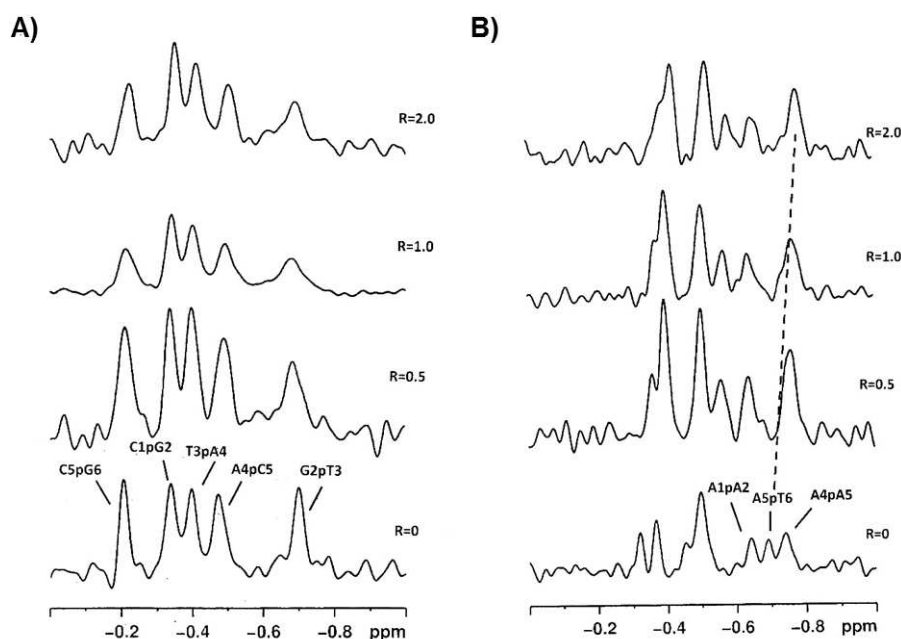 A)
R=2.0
R=1.0
R=0.5
C5pG6
C1pG2
T3pA4
A4pC5
G2pT3
R=0
−0.2 −0.4 −0.6 −0.8 ppm
B)
R=2.0
R=1.0
R=0.5
A1pA2
A5pT6
A4pA5
R=0
−0.2 −0.4 −0.6 −0.8 ppm